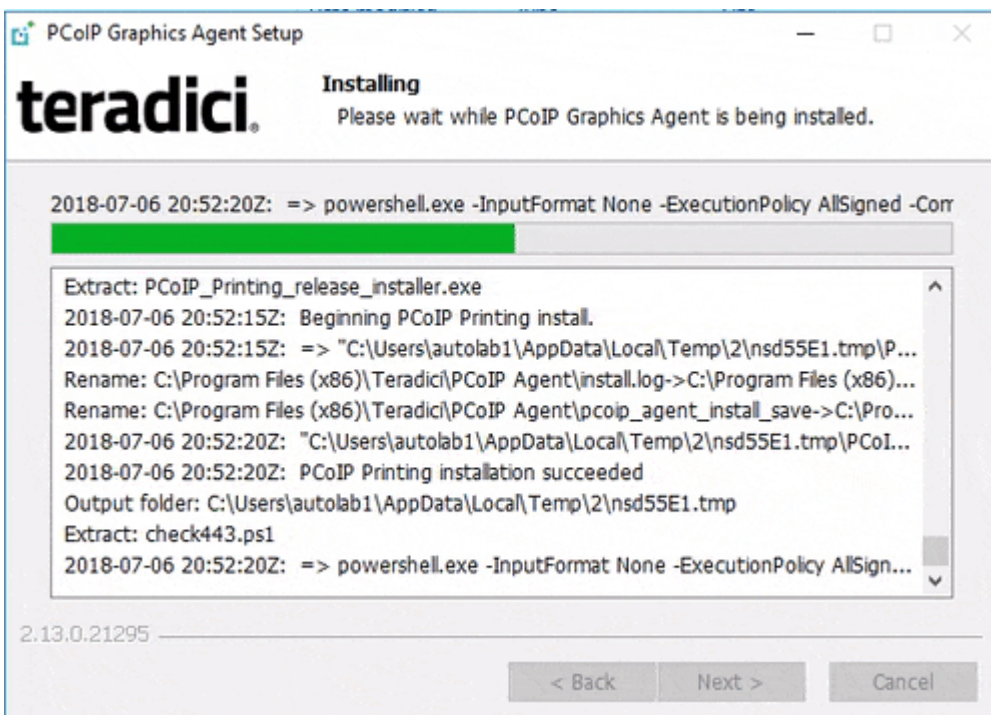 PCoIP Graphics Agent Setup
teradici®
Installing
Please wait while PCoIP Graphics Agent is being installed.
2018-07-06 20:52:20Z: => powershell.exe -InputFormat None -ExecutionPolicy AllSigned -Com
Extract: PCoIP_Printing_release_installer.exe
2018-07-06 20:52:15Z: Beginning PCoIP Printing install.
2018-07-06 20:52:15Z: => "C:\Users\autolab1\AppData\Local\Temp\2\nsd55E1.tmp\P...
Rename: C:\Program Files (x86)\Teradici\PCoIP Agent\install.log->C:\Program Files (x86)...
Rename: C:\Program Files (x86)\Teradici\PCoIP Agent\pcoip_agent_install_save->C:\Pro...
2018-07-06 20:52:20Z: "C:\Users\autolab1\AppData\Local\Temp\2\nsd55E1.tmp\PCoI...
2018-07-06 20:52:20Z: PCoIP Printing installation succeeded
Output folder: C:\Users\autolab1\AppData\Local\Temp\2\nsd55E1.tmp
Extract: check443.ps1
2018-07-06 20:52:20Z: => powershell.exe -InputFormat None -ExecutionPolicy AllSign...
2.13.0.21295
< Back
Next >
Cancel